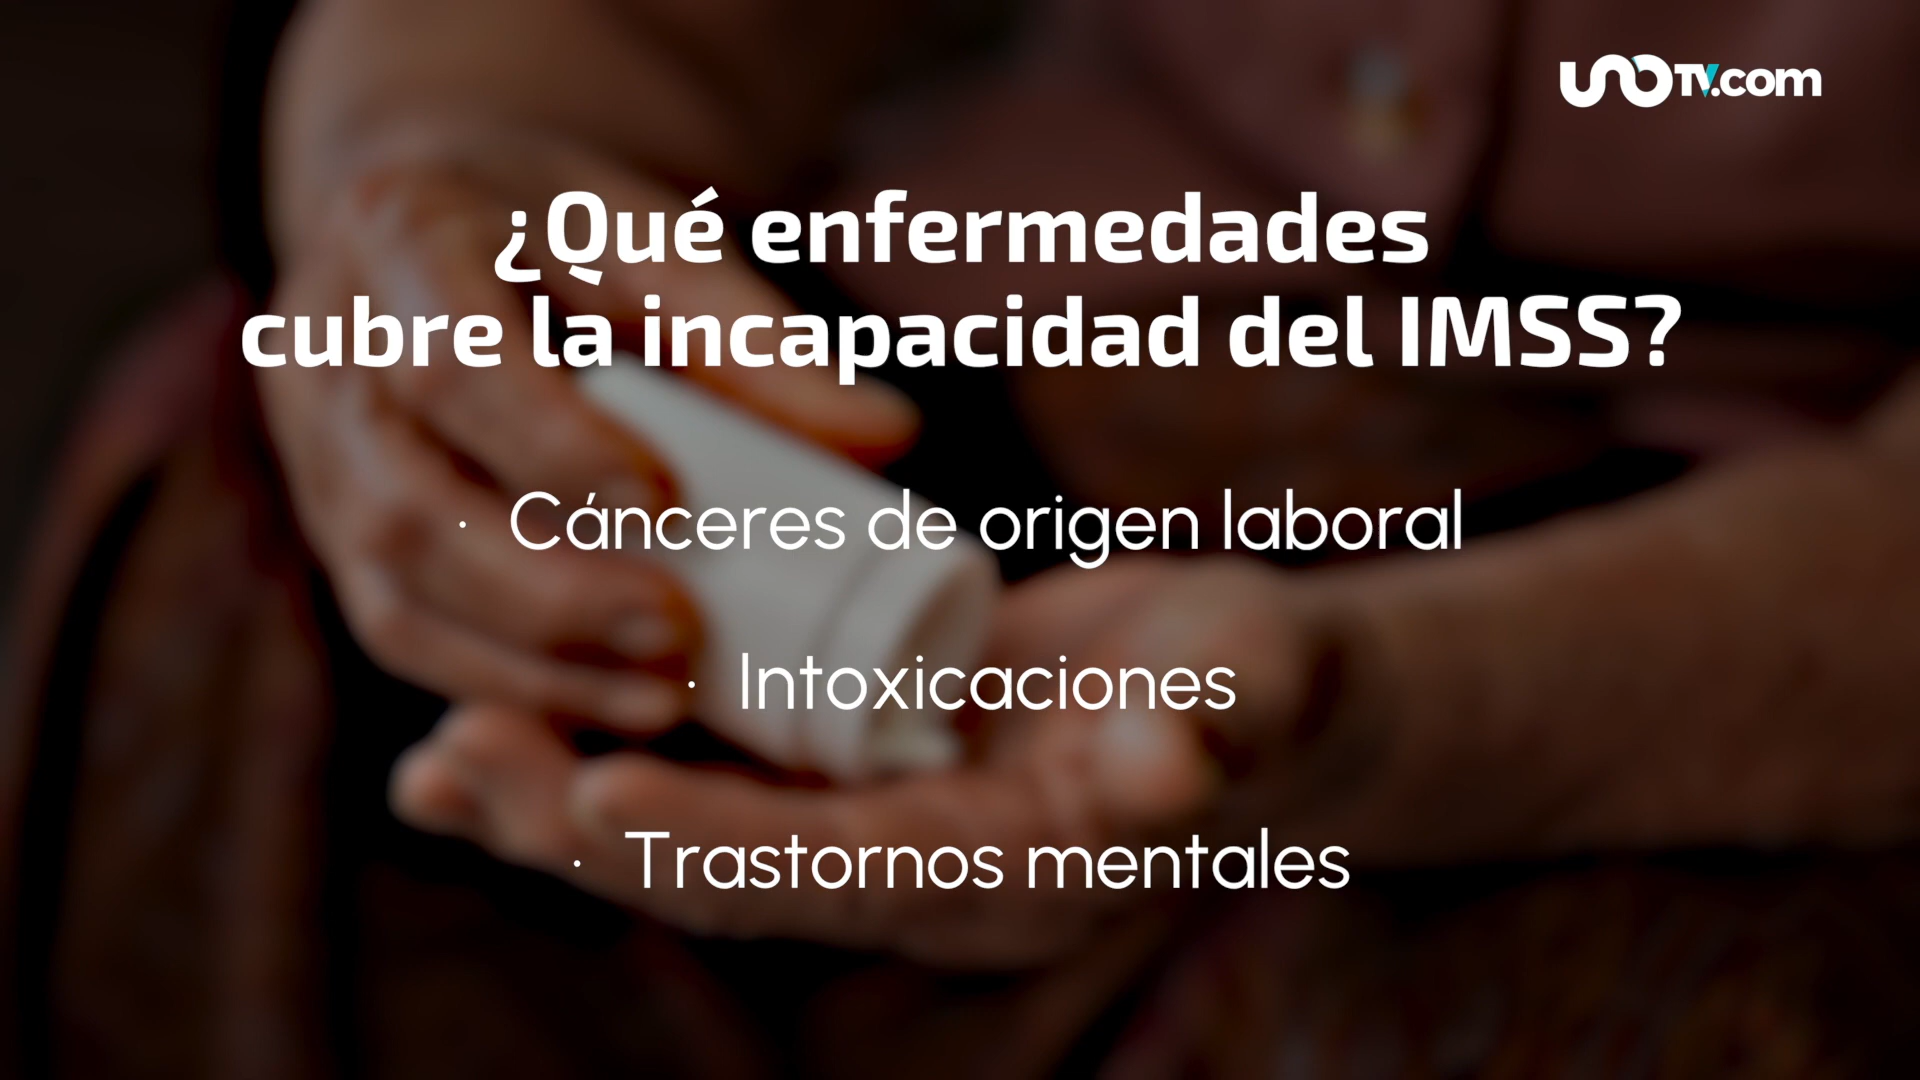 UNOTV.com
¿Qué enfermedades
cubre la incapacidad del IMSS?
· Cánceres de origen laboral
· Intoxicaciones
· Trastornos mentales